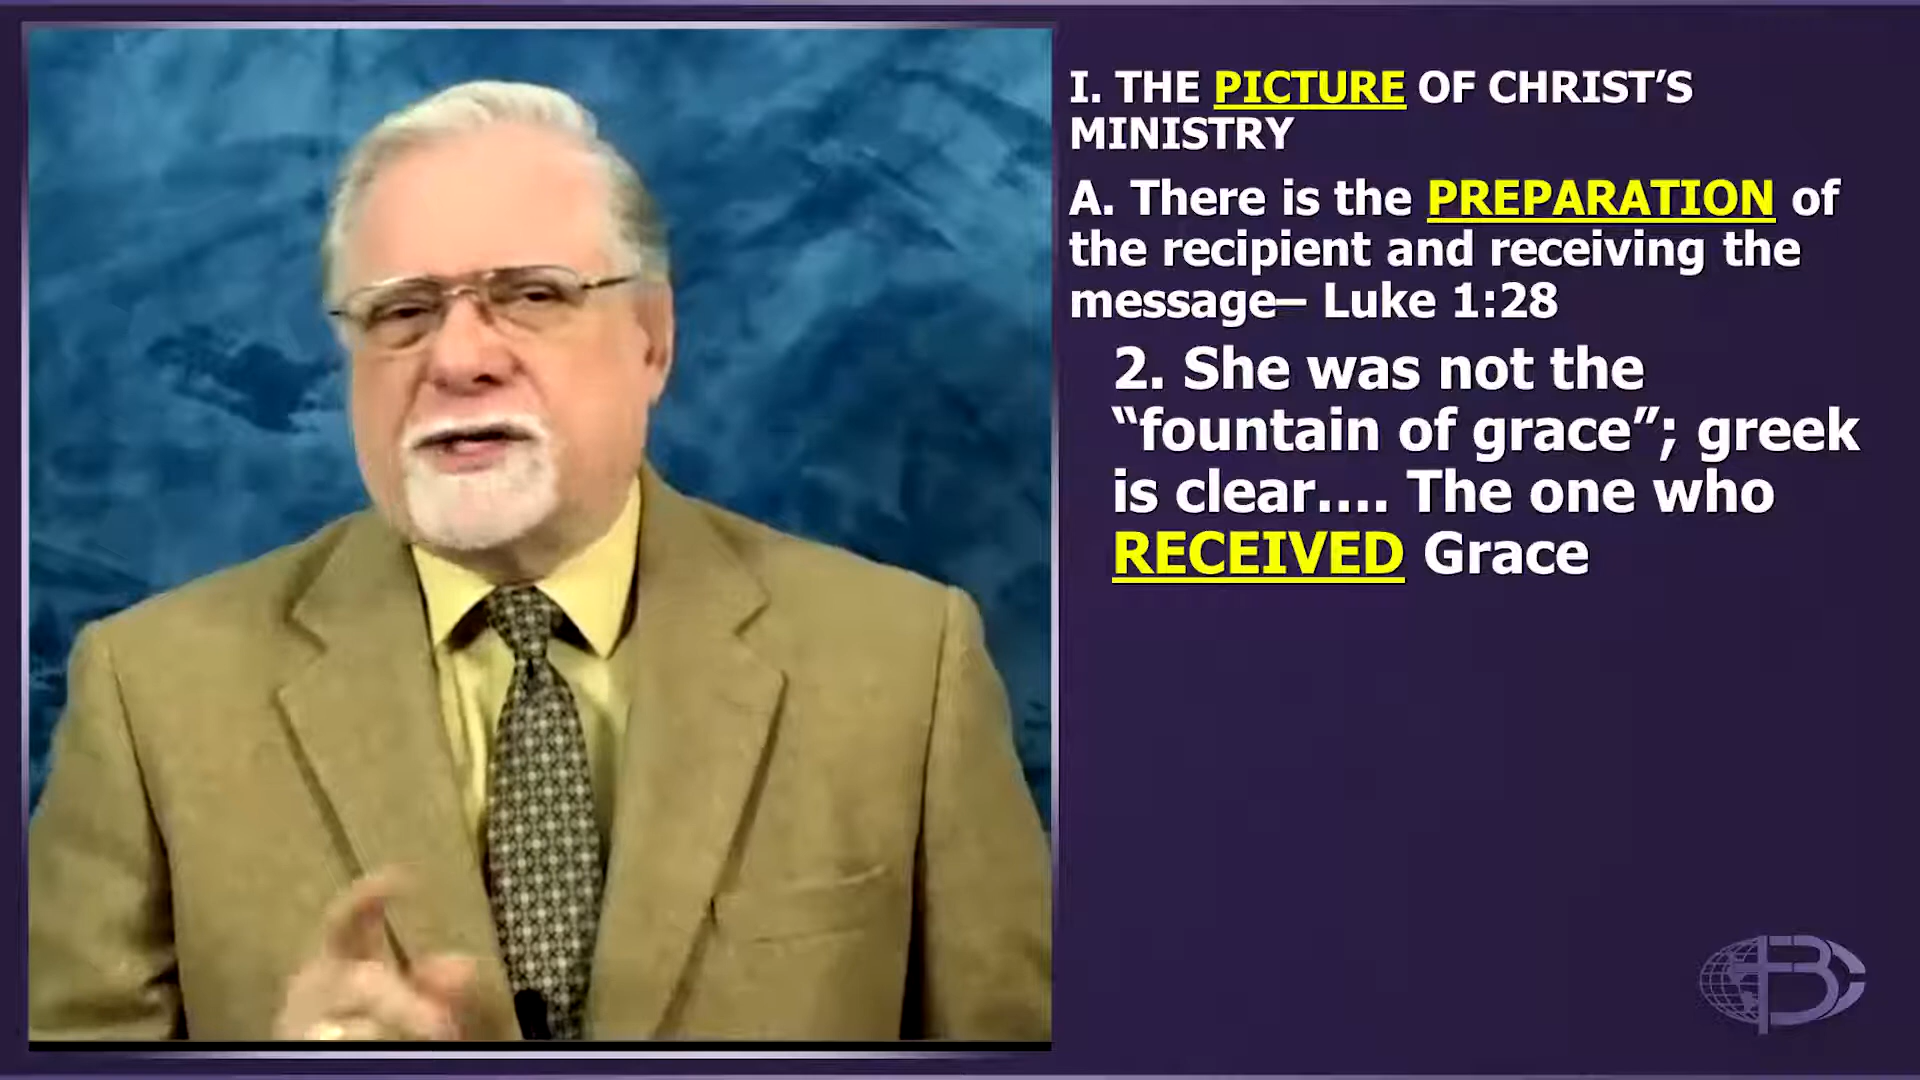 I. THE PICTURE OF CHRIST’S
MINISTRY
A. There is the PREPARATION of
the recipient and receiving the
message– Luke 1:28
2. She was not the
“fountain of grace”; greek
is clear…. The one who
RECEIVED Grace